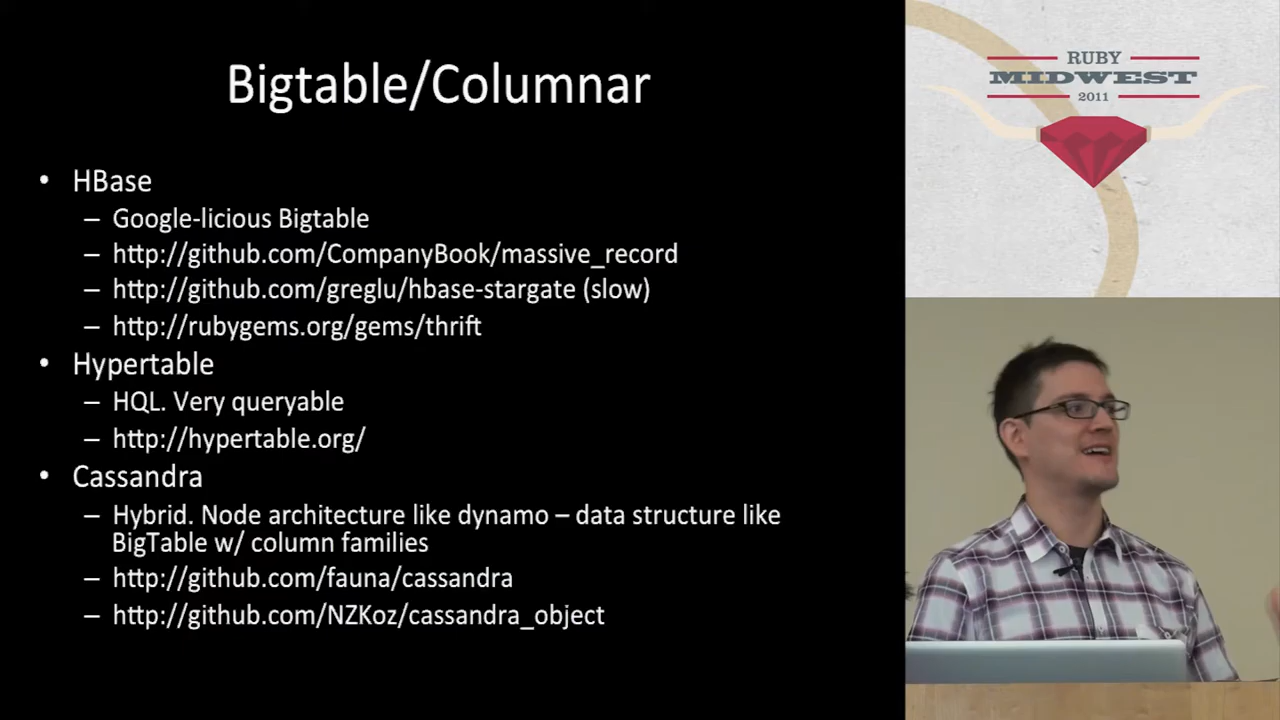 Bigtable/Columnar
• HBase
– Google-licious Bigtable
– http://github.com/CompanyBook/massive_record
– http://github.com/greglu/hbase-stargate (slow)
– http://rubygems.org/gems/thrift
• Hypertable
– HQL. Very queryable
– http://hypertable.org/
• Cassandra
– Hybrid. Node architecture like dynamo – data structure like
BigTable w/ column families
– http://github.com/fauna/cassandra
– http://github.com/NZKoz/cassandra_object
RUBY
MIDWEST
2011